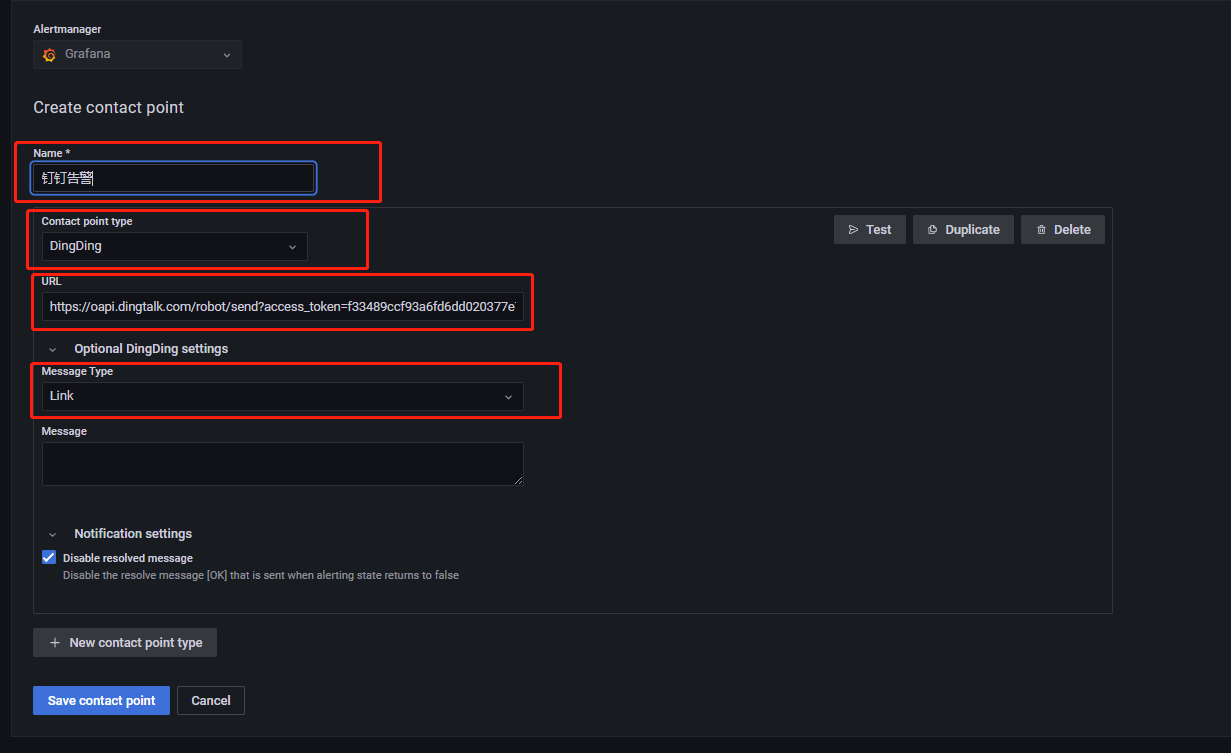 Alertmanager
Grafana
Create contact point
Name *
钉钉告警
Contact point type
DingDing
Test
Duplicate
Delete
URL
https://oapi.dingtalk.com/robot/send?access_token=f33489ccf93a6fd6dd020377e
Optional DingDing settings
Message Type
Link
Message
Notification settings
Disable resolved message
Disable the resolve message [OK] that is sent when alerting state returns to false
New contact point type
Save contact point
Cancel